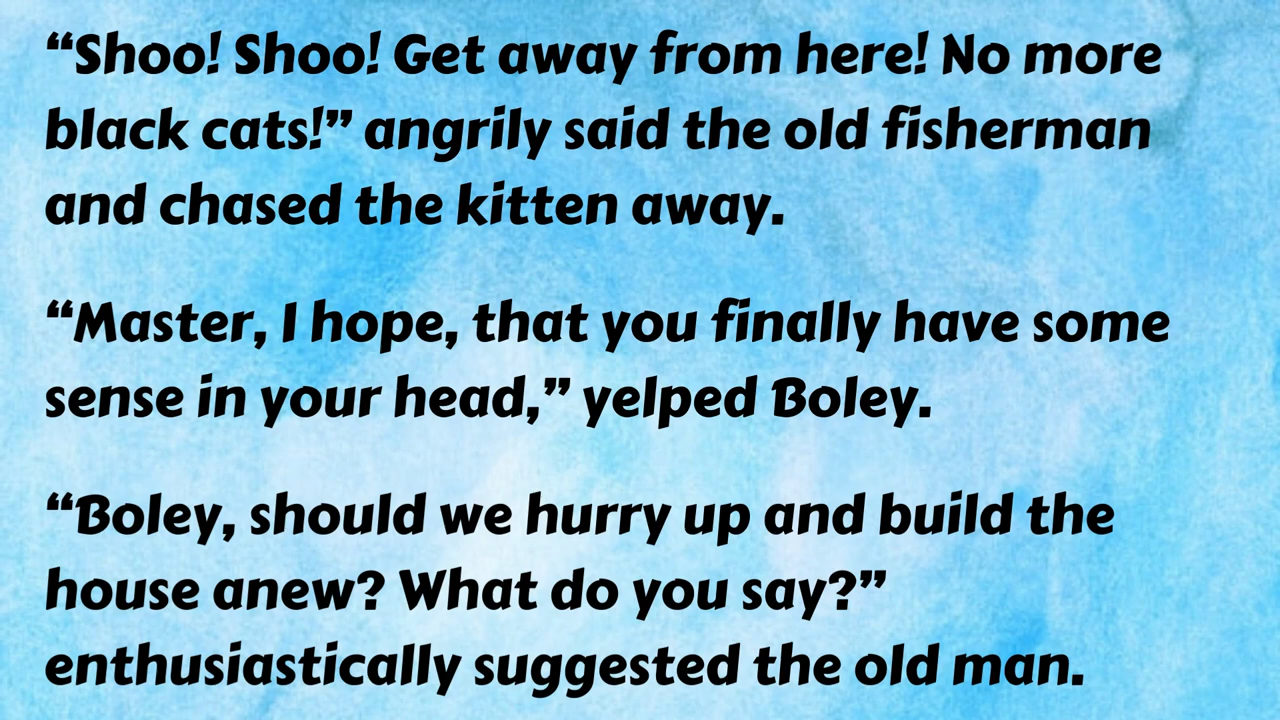 “Shoo! Shoo! Get away from here! No more
black cats!” angrily said the old fisherman
and chased the kitten away.
“Master, I hope, that you finally have some
sense in your head,” yelped Boley.
“Boley, should we hurry up and build the
house anew? What do you say?”
enthusiastically suggested the old man.